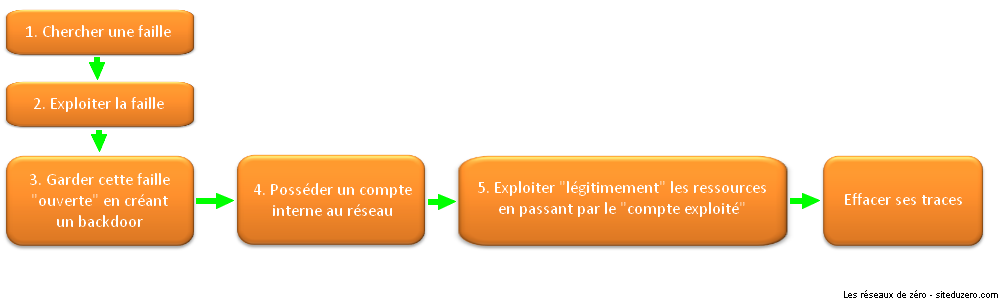 1. Chercher une faille
2. Exploiter la faille
3. Garder cette faille
"ouverte" en créant
un backdoor
4. Posséder un compte
interne au réseau
5. Exploiter "légitimement" les ressources
en passant par le "compte exploité"
Effacer ses traces
Les réseaux de zéro - siteduzero.com